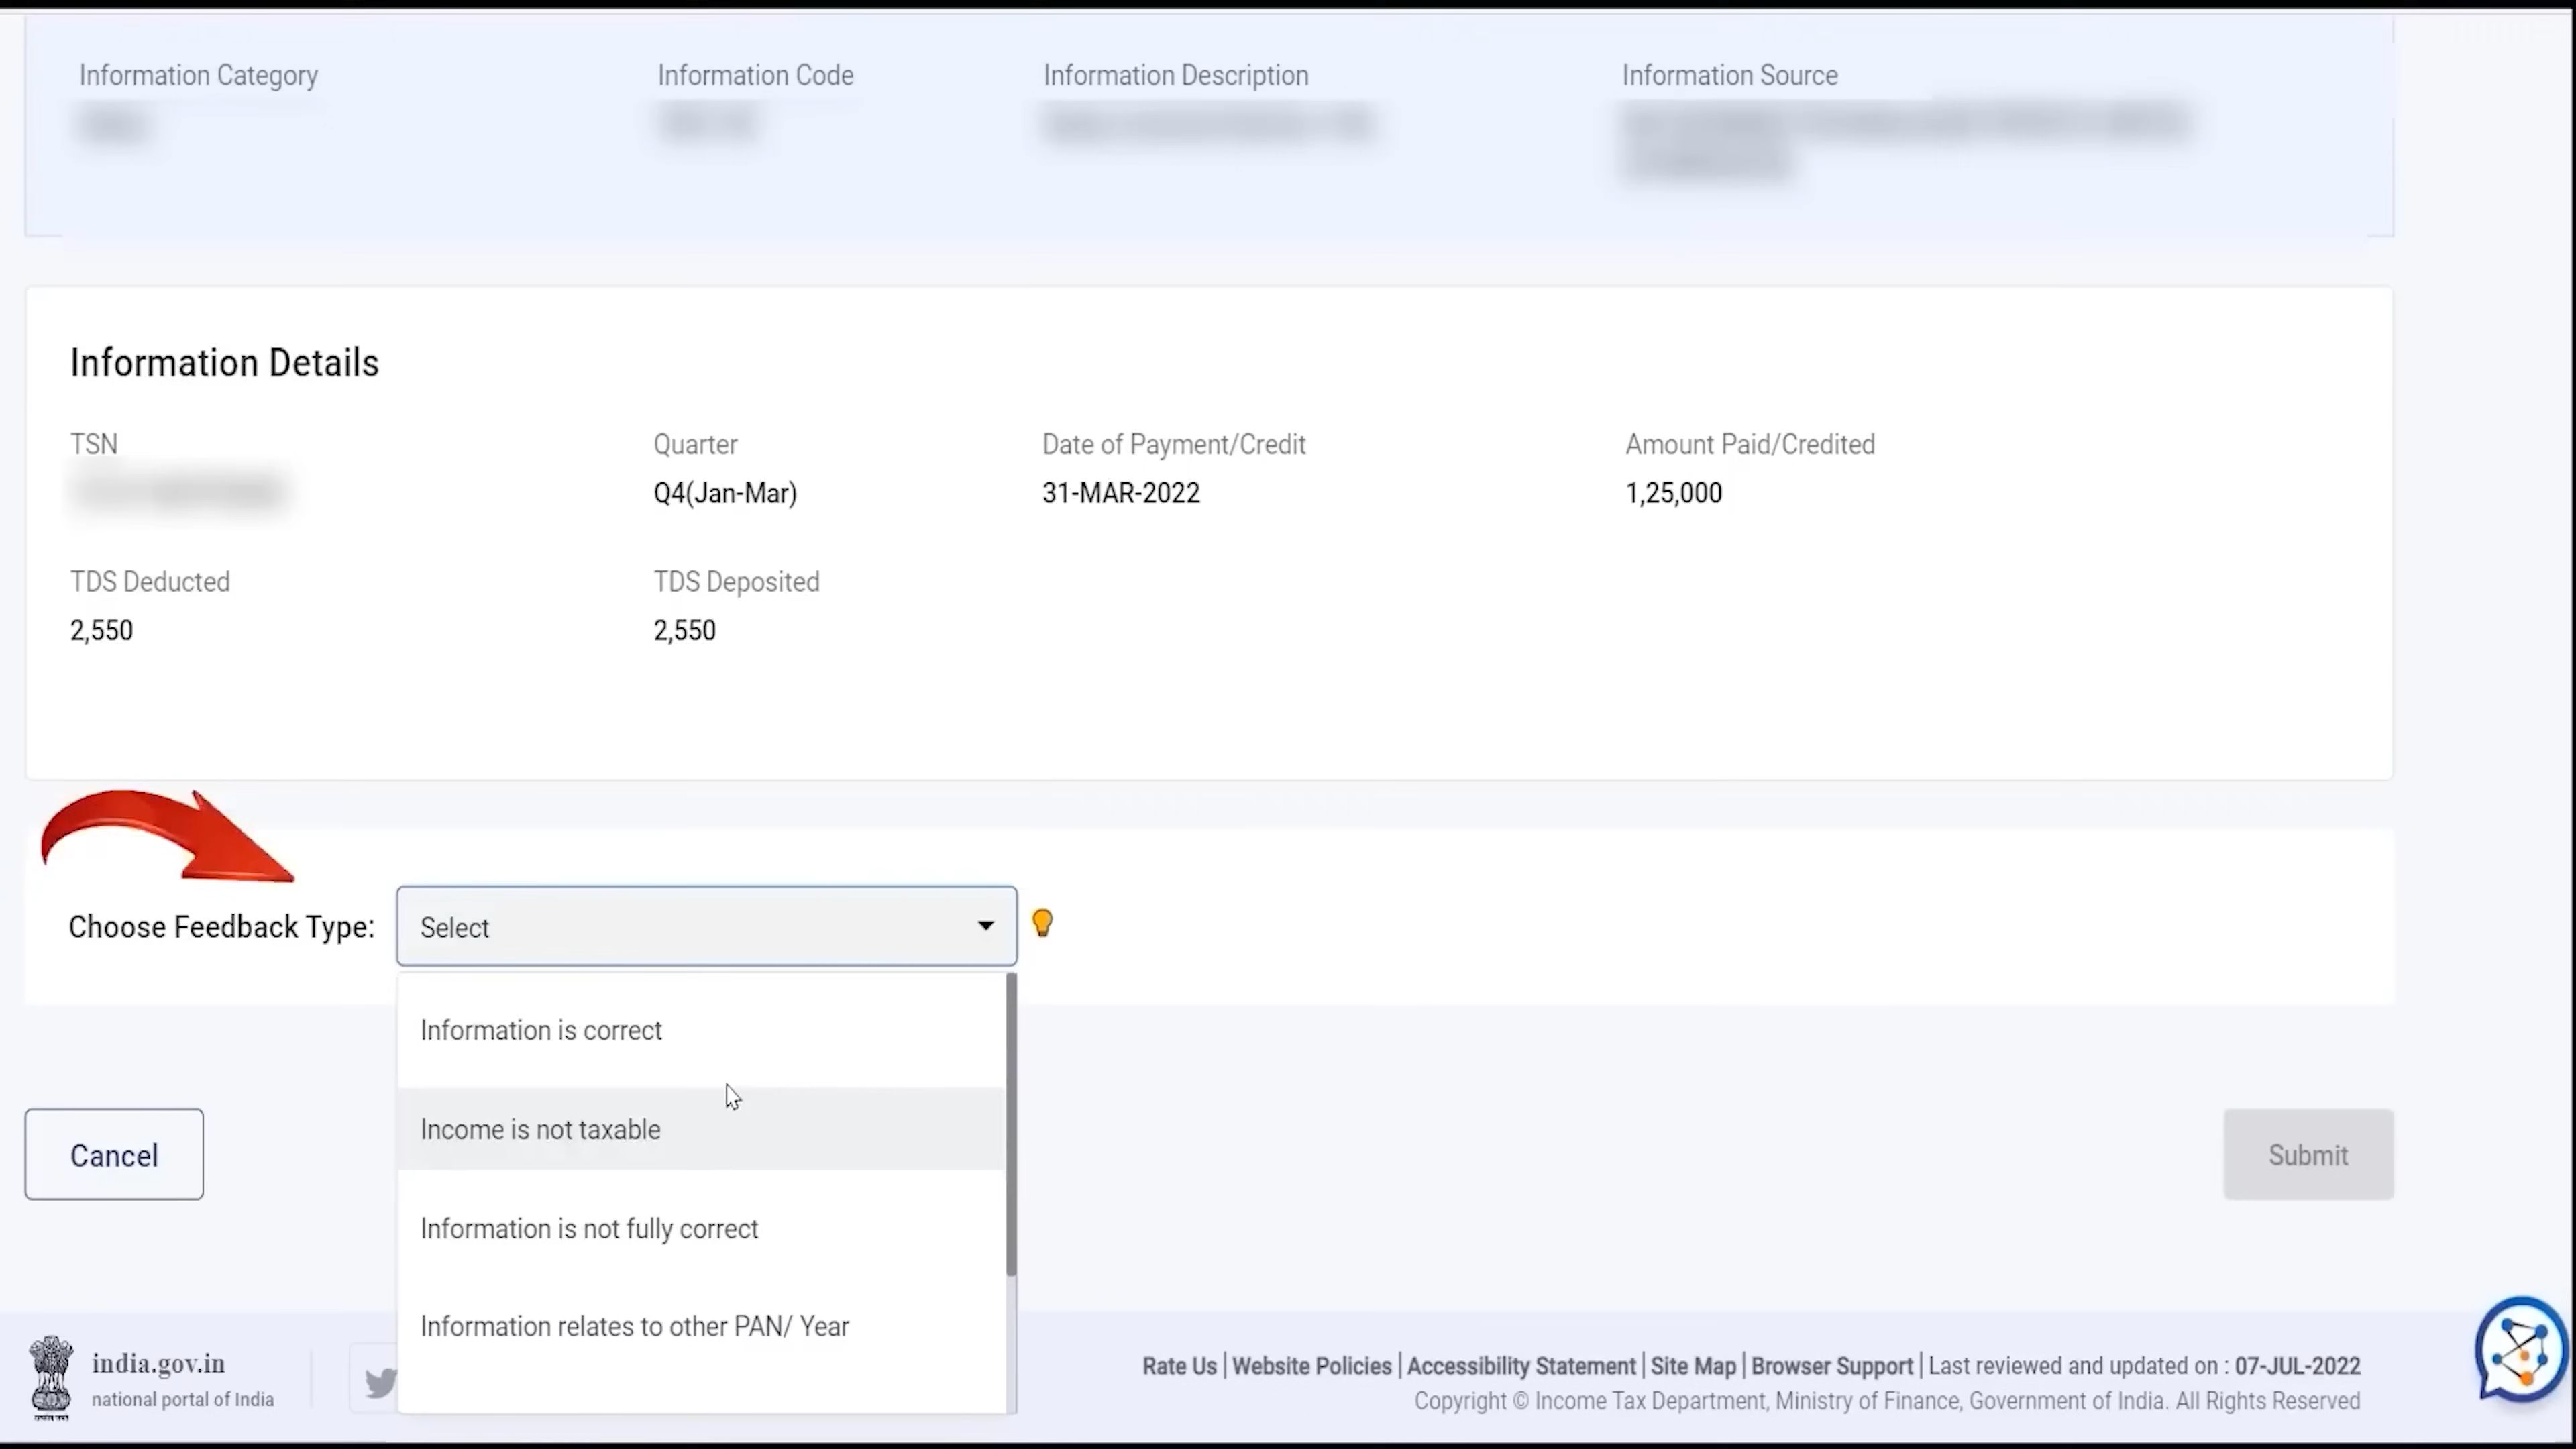 Information Category
Information Code
Information Description
Information Source
Information Details
TSN
Quarter
Date of Payment/Credit
Amount Paid/Credited
Q4(Jan-Mar)
31-MAR-2022
1,25,000
TDS Deducted
TDS Deposited
2,550
2,550
Choose Feedback Type:
Select
Information is correct
Income is not taxable
Information is not fully correct
Information relates to other PAN/ Year
Cancel
Submit
india.gov.in
national portal of India
Rate Us | Website Policies | Accessibility Statement | Site Map | Browser Support | Last reviewed and updated on : 07-JUL-2022
Copyright © Income Tax Department, Ministry of Finance, Government of India. All Rights Reserved